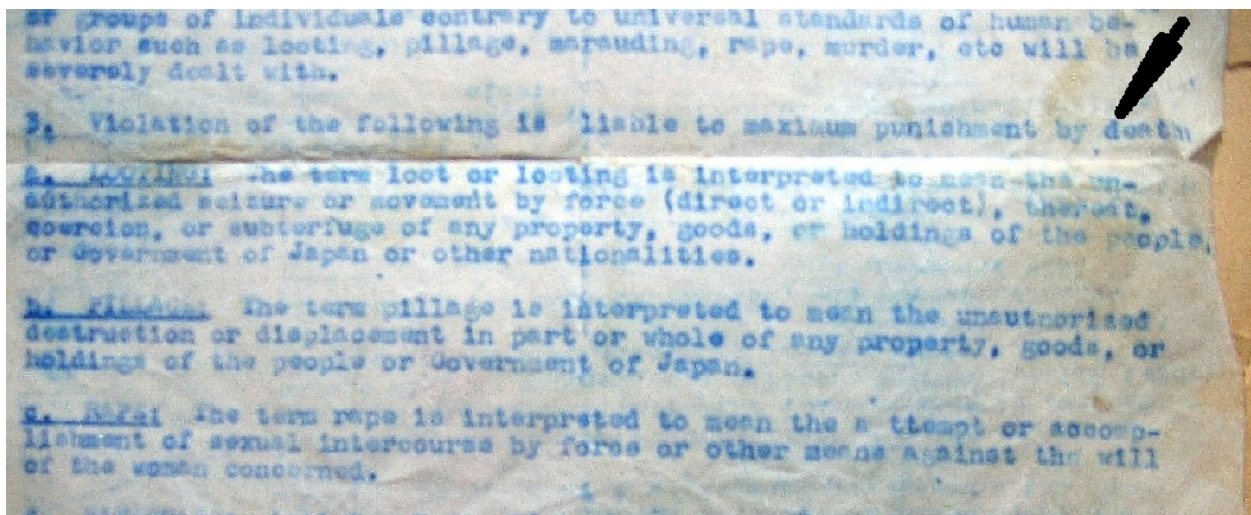 or groups of individuals contrary to universal standards of human be-
havior such as looting, pillage, marauding, rape, murder, etc will be
severely dealt with.
3. Violation of the following is liable to maximum punishment by death
a. LOOTING: The term loot or looting is interpreted to mean the un-
authorized seizure or movement by force (direct or indirect), thereat,
coercion, or subterfuge of any property, goods, or holdings of the people,
or Government of Japan or other nationalities.
b. PILLAGE: The term pillage is interpreted to mean the unauthorized
destruction or displacement in part or whole of any property, goods, or
holdings of the people or Government of Japan.
c. RAPE: The term rape is interpreted to mean the a ttempt or accomp-
lishment of sexual intercourse by force or other means against the will
of the woman concerned.